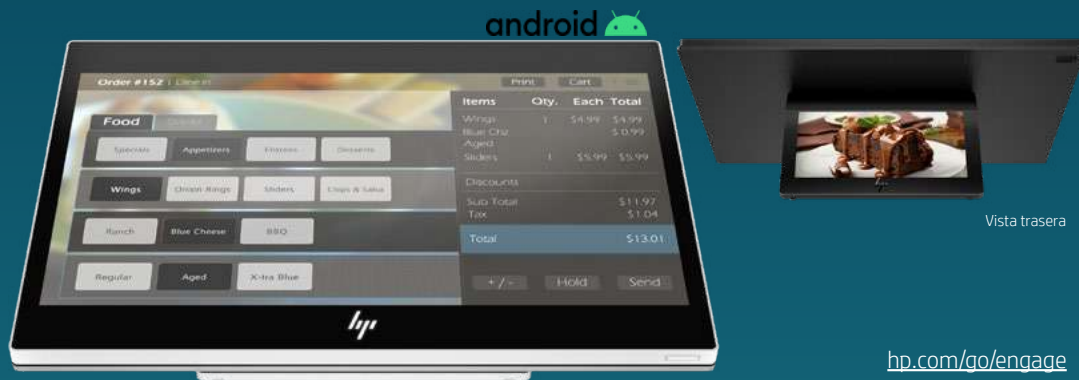 android
Order #152 | Dine in
Print Cart
Items Qty. Each Total
Food
Wings 1 $4.99 $4.99
Blue Chz $0.99
Aged
Sliders 1 $5.99 $5.99
Specials Appetizers Entrees Desserts
Wings Onion Rings Sliders Chips & Salsa
Discounts
Sub Total $11.97
Tax $1.04
Ranch Blue Cheese BBQ
Total $13.01
Regular Aged X-tra Blue
+/- Hold Send
hp
hp
Vista trasera
hp.com/go/engage